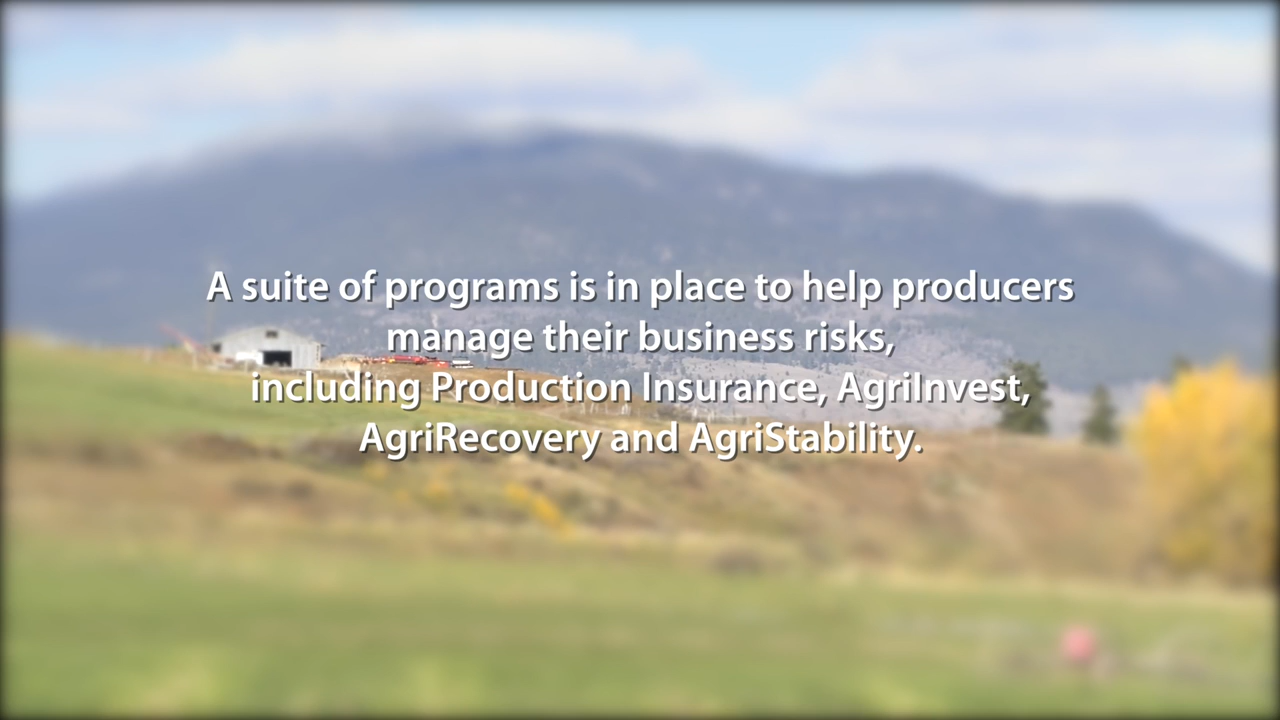 A suite of programs is in place to help producers
manage their business risks,
including Production Insurance, AgriInvest,
AgriRecovery and AgriStability.